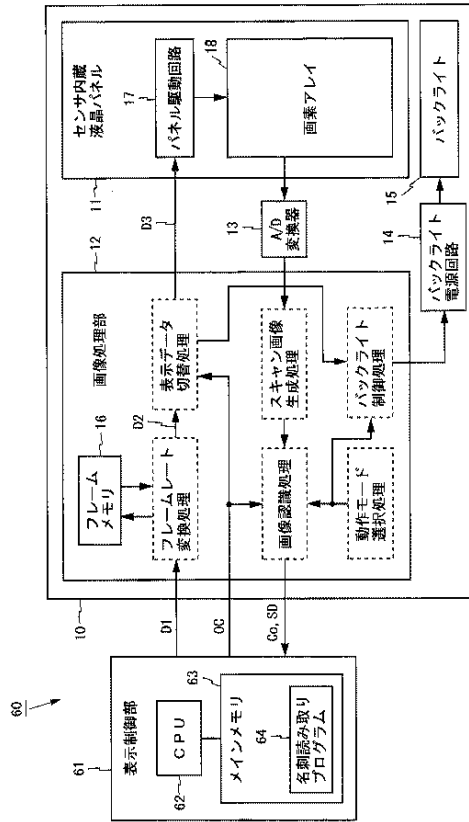 60
61
表示制御部
CPU
62
63
メインメモリ
64
名刺読み取り
プログラム
D1
OC
Co,SD
10
12
画像処理部
16
フレーム
メモリ
フレームレート
変換処理
D2
表示データ
切替処理
画像認識処理
スキャン画像
生成処理
動作モード
選択処理
バックライト
制御処理
D3
13
A/D
変換器
14
バックライト
電源回路
11
センサ内蔵
液晶パネル
17
パネル駆動回路
18
画素アレイ
15
バックライト